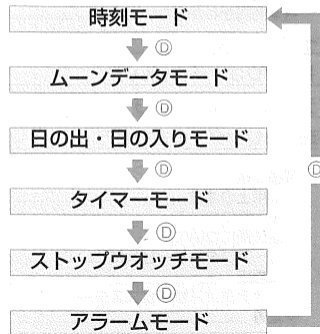 時刻モード
Ⓓ
ムーンデータモード
Ⓓ
日の出・日の入りモード
Ⓓ
Ⓓ
タイマーモード
Ⓓ
ストップウオッチモード
Ⓓ
アラームモード